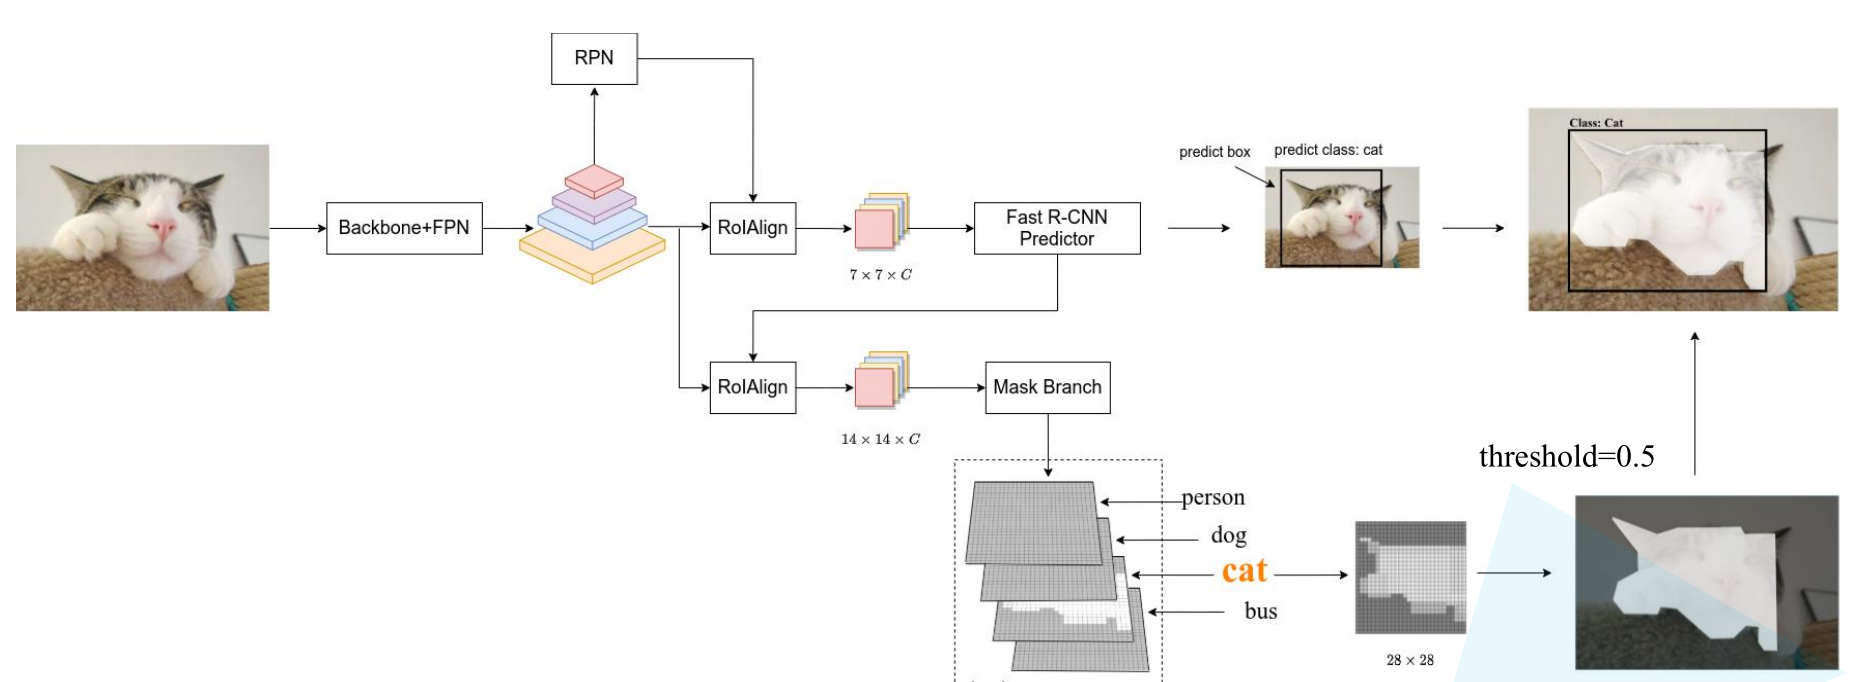 RPN
Backbone+FPN
RoIAlign
7 × 7 × C
Fast R-CNN
Predictor
predict box
predict class: cat
Class: Cat
RoIAlign
14 × 14 × C
Mask Branch
person
dog
cat
bus
28 × 28
threshold=0.5